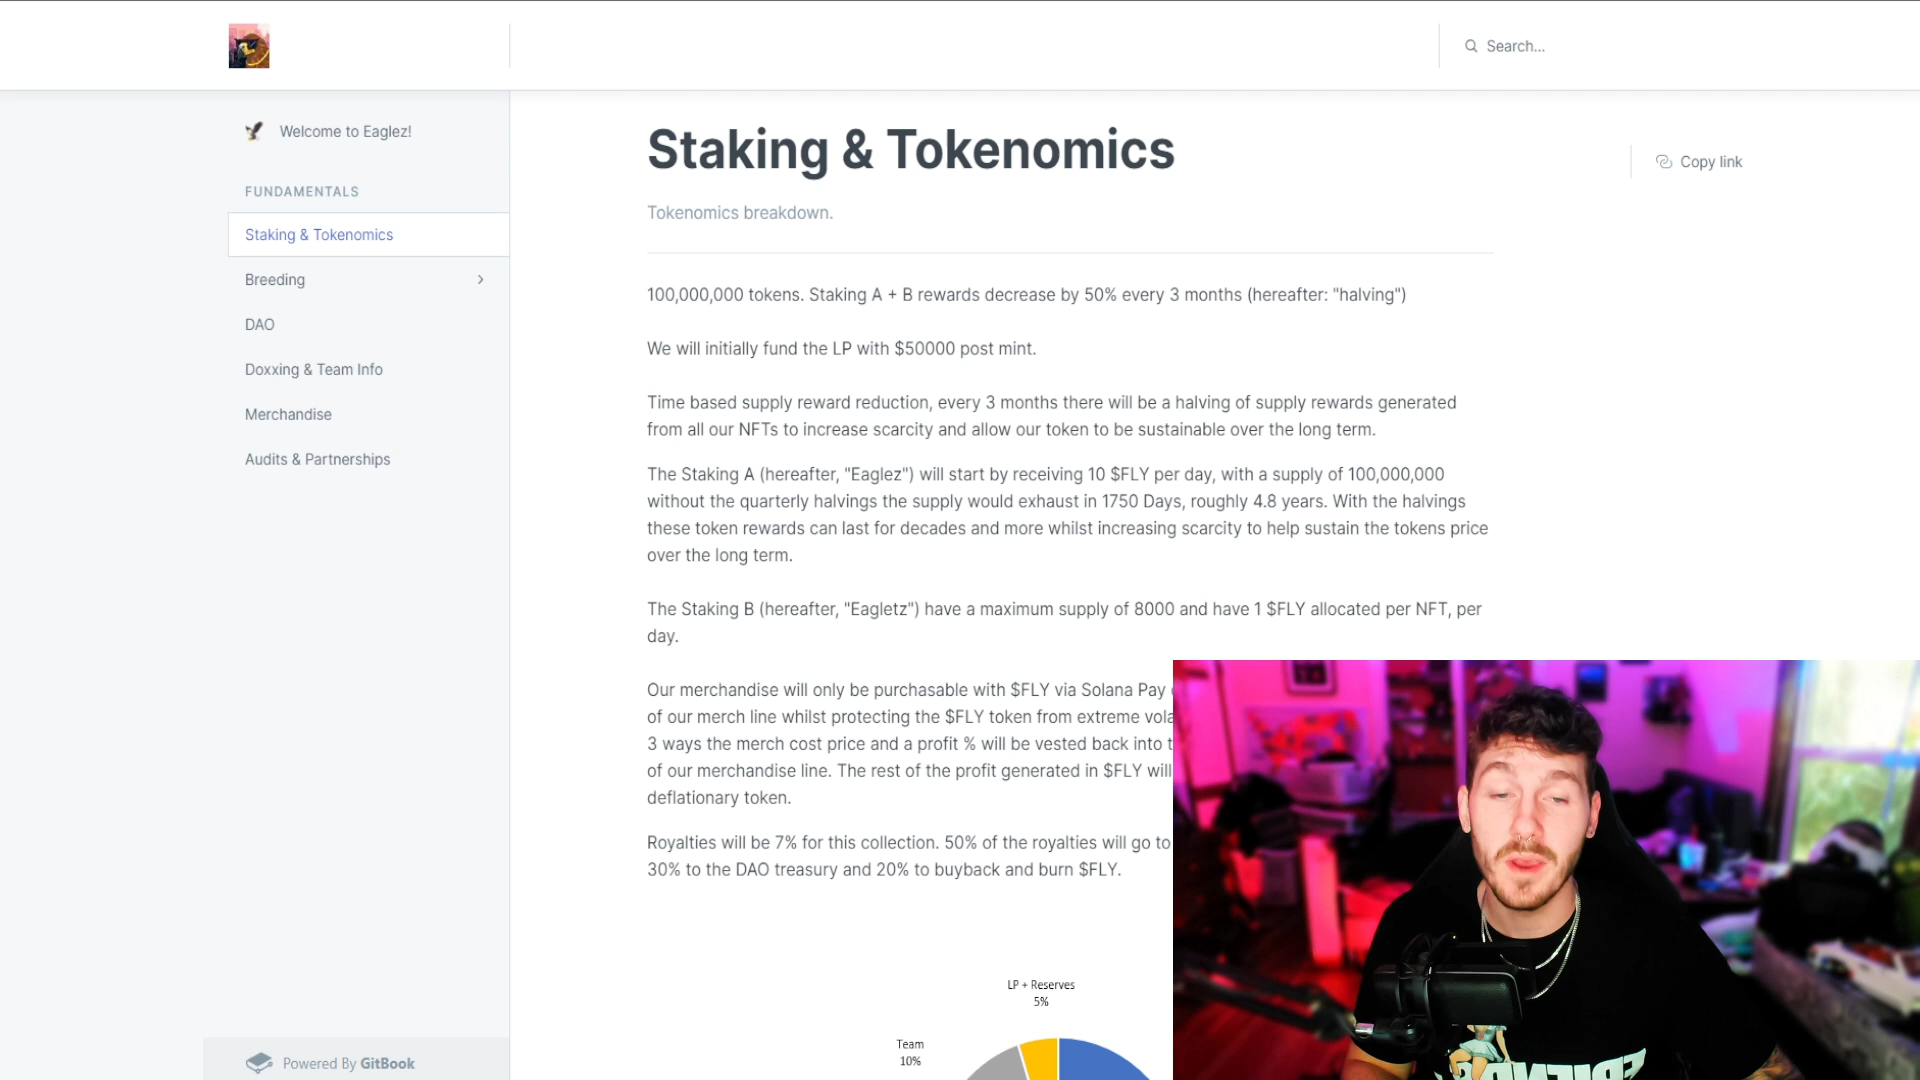 Search...
Welcome to Eaglez!
FUNDAMENTALS
Staking & Tokenomics
Breeding
DAO
Doxxing & Team Info
Merchandise
Audits & Partnerships
Powered By GitBook
Staking & Tokenomics
Copy link
Tokenomics breakdown.
100,000,000 tokens. Staking A + B rewards decrease by 50% every 3 months (hereafter: "halving")
We will initially fund the LP with $50000 post mint.
Time based supply reward reduction, every 3 months there will be a halving of supply rewards generated
from all our NFTs to increase scarcity and allow our token to be sustainable over the long term.
The Staking A (hereafter, "Eaglez") will start by receiving 10 $FLY per day, with a supply of 100,000,000
without the quarterly halvings the supply would exhaust in 1750 Days, roughly 4.8 years. With the halvings
these token rewards can last for decades and more whilst increasing scarcity to help sustain the tokens price
over the long term.
The Staking B (hereafter, "Eagletz") have a maximum supply of 8000 and have 1 $FLY allocated per NFT, per
day.
Our merchandise will only be purchasable with $FLY via Solana Pay
of our merch line whilst protecting the $FLY token from extreme
3 ways the merch cost price and a profit % will be vested back into
of our merchandise line. The rest of the profit generated in $FLY will
deflationary token.
Royalties will be 7% for this collection. 50% of the royalties will go to
30% to the DAO treasury and 20% to buyback and burn $FLY.
LP + Reserves
5%
Team
10%